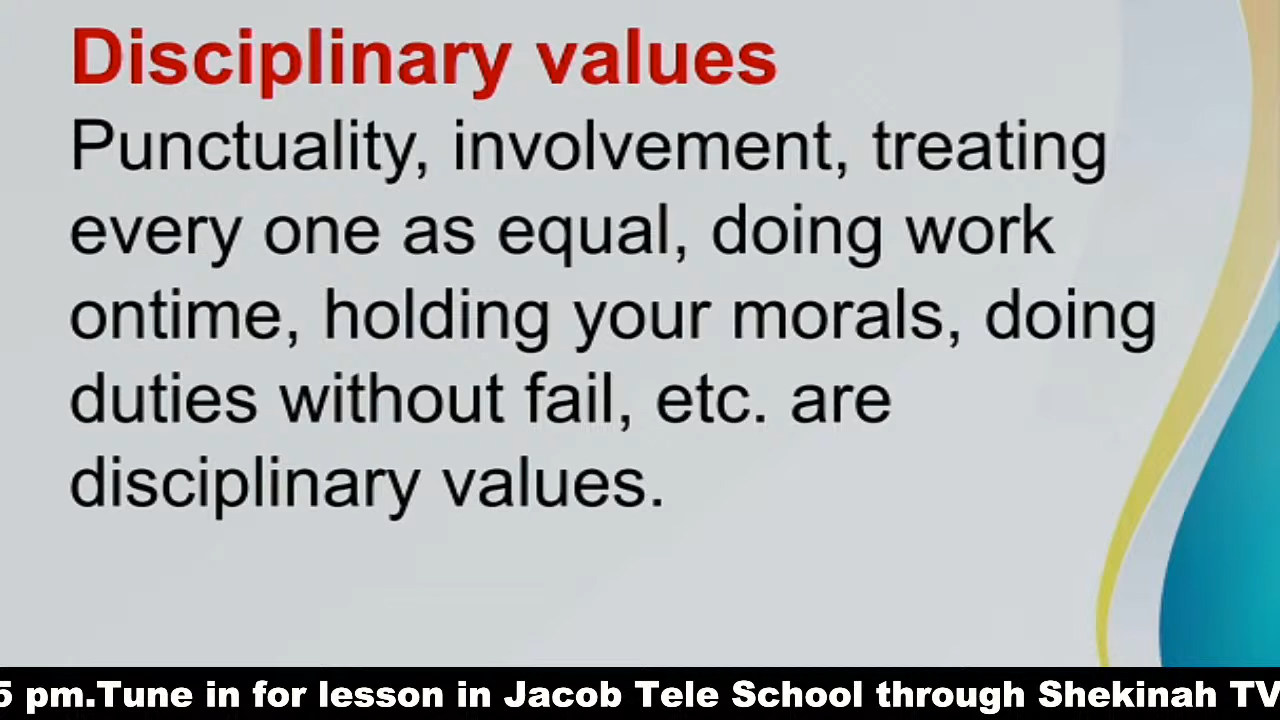 Disciplinary values
Punctuality, involvement, treating
every one as equal, doing work
ontime, holding your morals, doing
duties without fail, etc. are
disciplinary values.
5 pm.Tune in for lesson in Jacob Tele School through Shekinah TV